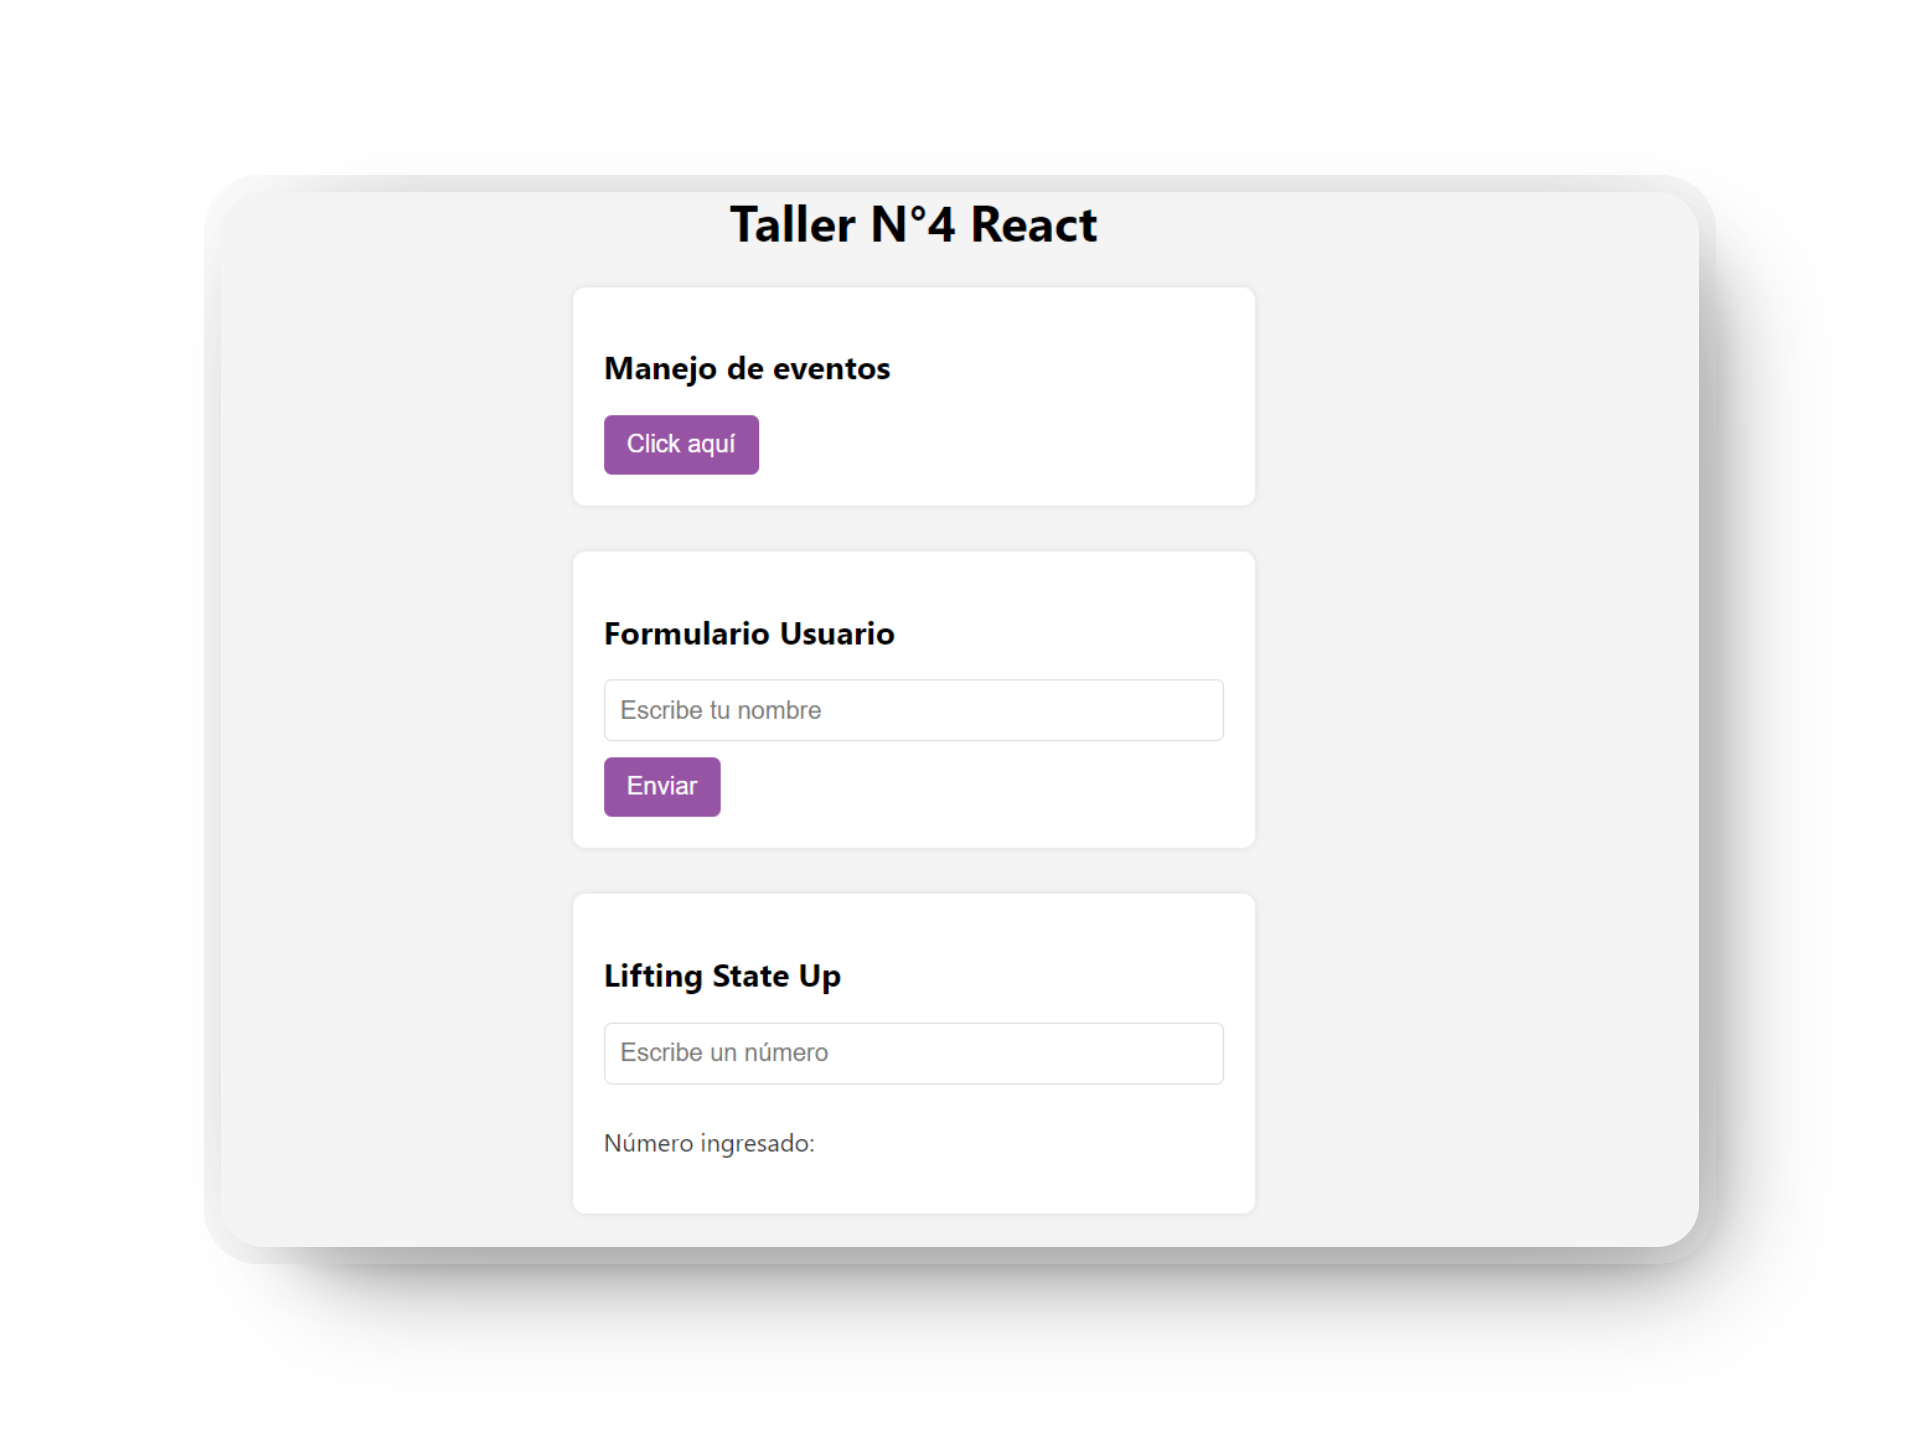 Taller N°4 React
Manejo de eventos
Click aquí
Formulario Usuario
Escribe tu nombre
Enviar
Lifting State Up
Escribe un número
Número ingresado: